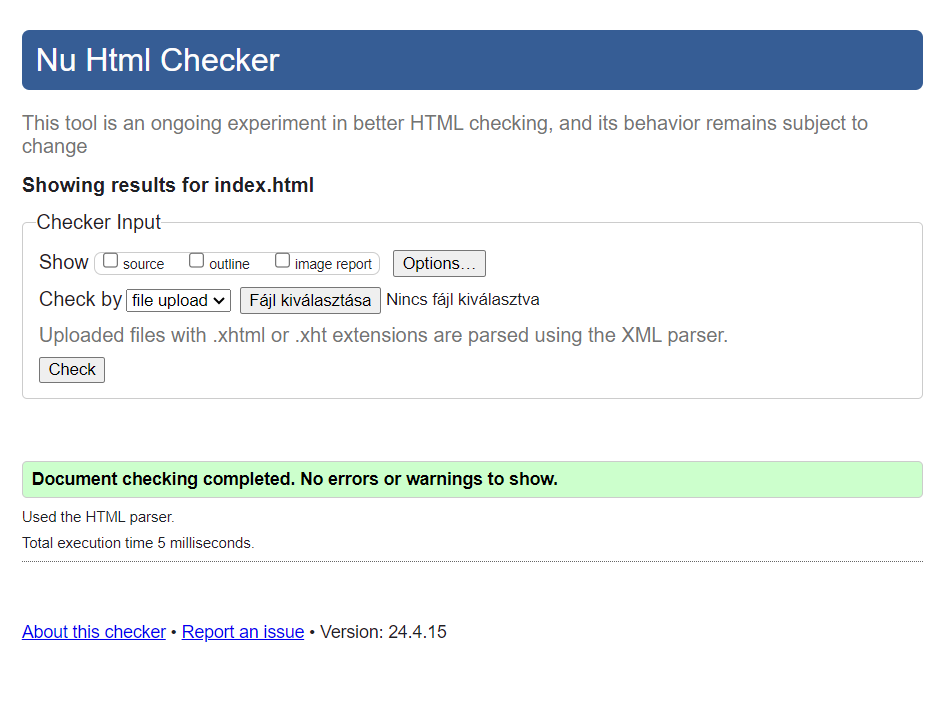 Nu Html Checker
This tool is an ongoing experiment in better HTML checking, and its behavior remains subject to
change
Showing results for index.html
Checker Input
Show source outline image report Options…
Check by file upload Fájl kiválasztása Nincs fájl kiválasztva
Uploaded files with .xhtml or .xht extensions are parsed using the XML parser.
Check
Document checking completed. No errors or warnings to show.
Used the HTML parser.
Total execution time 5 milliseconds.
About this checker • Report an issue • Version: 24.4.15